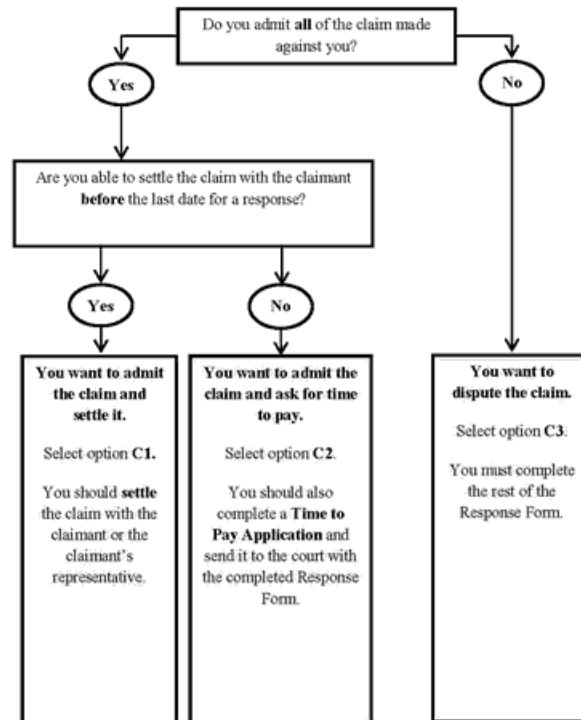 Do you admit all of the claim made
against you?
Yes
No
Are you able to settle the claim with the claimant
before the last date for a response?
Yes
No
You want to admit
the claim and
settle it.
Select option C1.
You should settle
the claim with the
claimant or the
claimant's
representative.
You want to admit the
claim and ask for time
to pay.
Select option C2.
You should also
complete a Time to
Pay Application and
send it to the court with
the completed Response
Form.
You want to
dispute the claim.
Select option C3.
You must complete
the rest of the
Response Form.